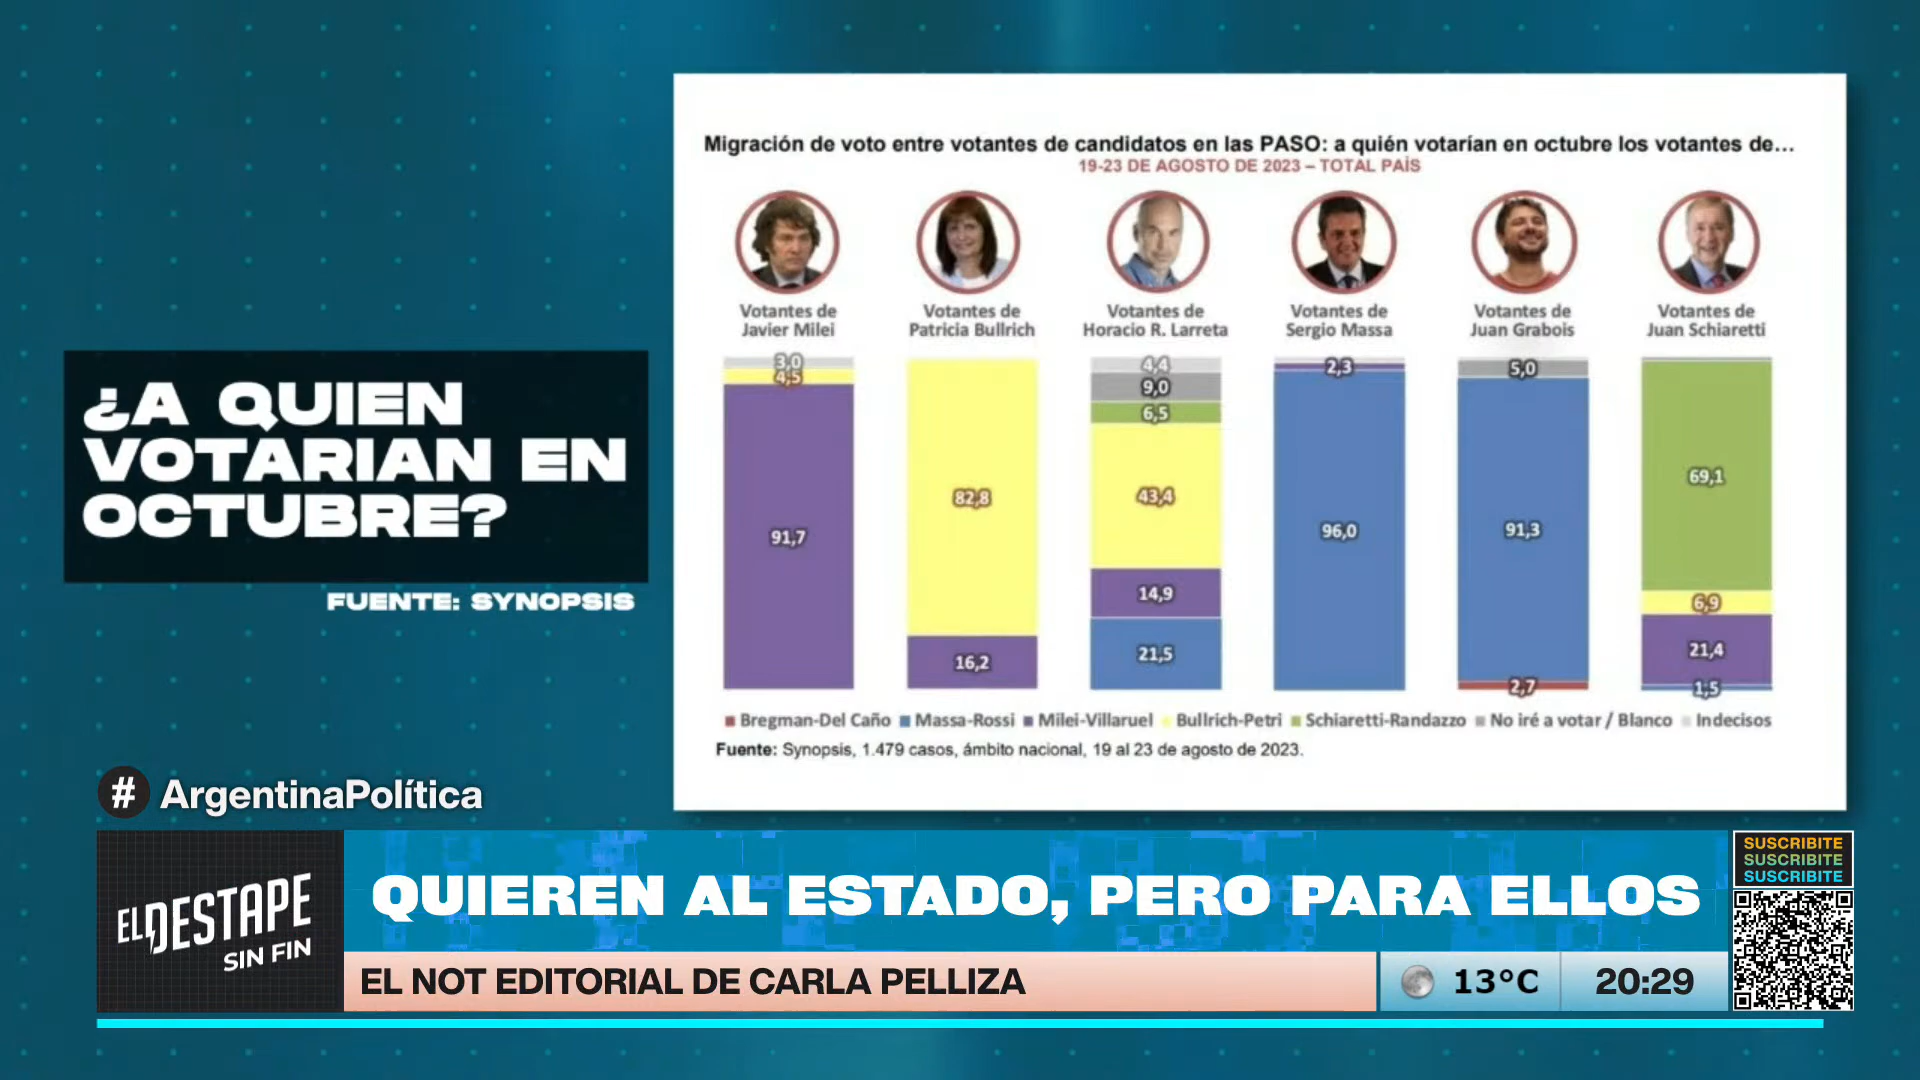 ¿A QUIEN
VOTARIAN EN
OCTUBRE?
FUENTE: SYNOPSIS
Migración de voto entre votantes de candidatos en las PASO: a quién votarían en octubre los votantes de...
19-23 DE AGOSTO DE 2023 – TOTAL PAÍS
Votantes de
Javier Milei
Votantes de
Patricia Bullrich
Votantes de
Horacio R. Larreta
Votantes de
Sergio Massa
Votantes de
Juan Grabois
Votantes de
Juan Schiaretti
3,0
4,5
91,7
82,8
16,2
4,4
9,0
6,5
43,4
14,9
21,5
2,3
96,0
5,0
91,3
2,7
69,1
6,9
21,4
1,5
Bregman-Del Caño Massa-Rossi Milei-Villaruel Bullrich-Petri Schiaretti-Randazzo No iré a votar / Blanco Indecisos
Fuente: Synopsis, 1.479 casos, ámbito nacional, 19 al 23 de agosto de 2023.
# ArgentinaPolítica
EL DESTAPE
SIN FIN
QUIEREN AL ESTADO, PERO PARA ELLOS
EL NOT EDITORIAL DE CARLA PELLIZA
13°C
20:29
SUSCRIBITE
SUSCRIBITE
SUSCRIBITE